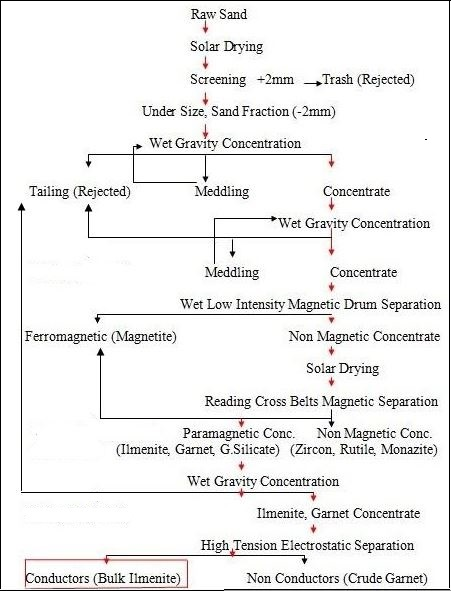 Raw Sand
Solar Drying
Screening +2mm Trash (Rejected)
Under Size, Sand Fraction (-2mm)
Wet Gravity Concentration
Tailing (Rejected) Meddling Concentrate
Wet Gravity Concentration
Meddling Concentrate
Wet Low Intensity Magnetic Drum Separation
Ferromagnetic (Magnetite) Non Magnetic Concentrate
Solar Drying
Reading Cross Belts Magnetic Separation
Paramagnetic Conc. Non Magnetic Conc.
(Ilmenite, Garnet, G.Silicate) (Zircon, Rutile, Monazite)
Wet Gravity Concentration
Ilmenite, Garnet Concentrate
High Tension Electrostatic Separation
Conductors (Bulk Ilmenite) Non Conductors (Crude Garnet)